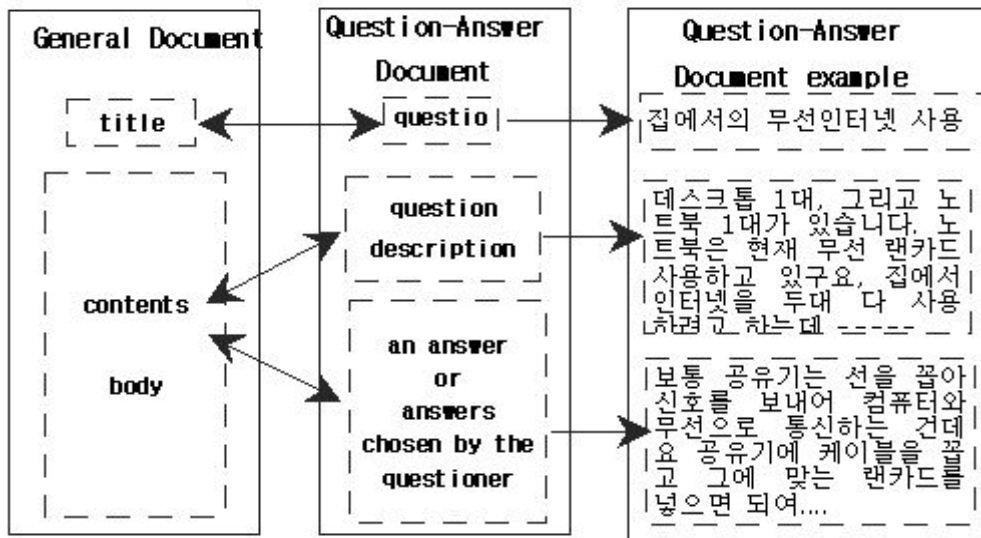 General Document
title
contents
body
Question-Answer
Document
questio
question
description
an answer
or
answers
chosen by the
questioner
Question-Answer
Document example
집에서의 무선인터넷 사용
데스크톱 1대, 그리고 노
트북 1대가 있습니다. 노
트북은 현재 무선 랜카드
사용하고 있구요, 집에서
인터넷을 두대 다 사용
하려고 하는데 -----
보통 공유기는 선을 꼽아
신호를 보내어 컴퓨터와
무선으로 통신하는 건데
요 공유기에 케이블을 꼽
고 그에 맞는 랜카드를
넣으면 되여....